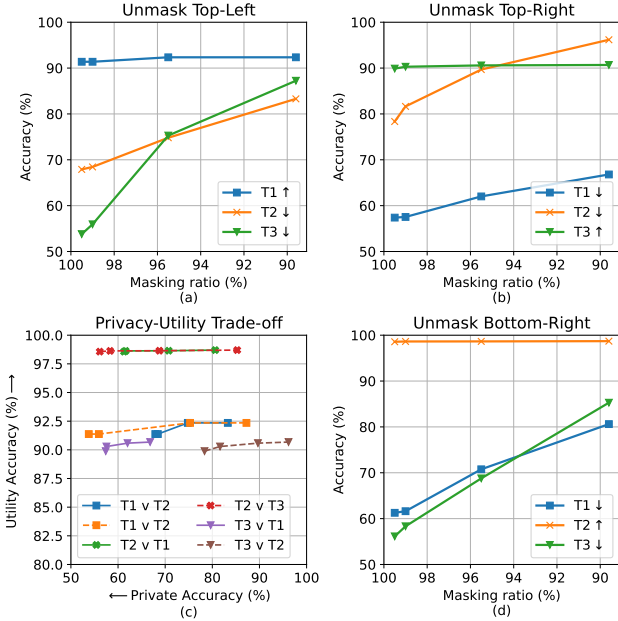 Unmask Top-Left
100
90
80
70
60
50
Accuracy (%)
T1 ↑
T2 ↓
T3 ↓
100 98 96 94 92 90
Masking ratio (%)
(a)
Unmask Top-Right
100
90
80
70
60
50
Accuracy (%)
T1 ↓
T2 ↓
T3 ↑
100 98 96 94 92 90
Masking ratio (%)
(b)
Privacy-Utility Trade-off
100.0
97.5
95.0
92.5
90.0
87.5
85.0
82.5
80.0
Utility Accuracy (%) ⟶
T1 v T2
T1 v T2
T2 v T1
T2 v T3
T3 v T1
T3 v T2
50 60 70 80 90 100
⟵ Private Accuracy (%)
(c)
Unmask Bottom-Right
100
90
80
70
60
50
Accuracy (%)
T1 ↓
T2 ↑
T3 ↓
100 98 96 94 92 90
Masking ratio (%)
(d)